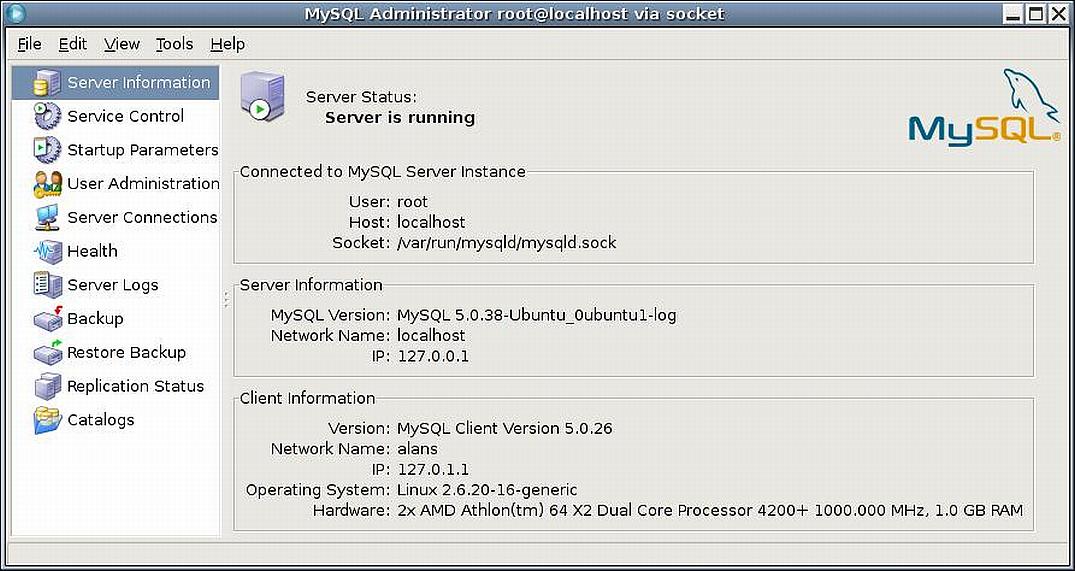 MySQL Administrator root@localhost via socket
File Edit View Tools Help
Server Information
Service Control
Startup Parameters
User Administration
Server Connections
Health
Server Logs
Backup
Restore Backup
Replication Status
Catalogs
Server Status:
Server is running
MySQL®
Connected to MySQL Server Instance
User: root
Host: localhost
Socket: /var/run/mysqld/mysqld.sock
Server Information
MySQL Version: MySQL 5.0.38-Ubuntu_0ubuntu1-log
Network Name: localhost
IP: 127.0.0.1
Client Information
Version: MySQL Client Version 5.0.26
Network Name: alans
IP: 127.0.1.1
Operating System: Linux 2.6.20-16-generic
Hardware: 2x AMD Athlon(tm) 64 X2 Dual Core Processor 4200+ 1000.000 MHz, 1.0 GB RAM